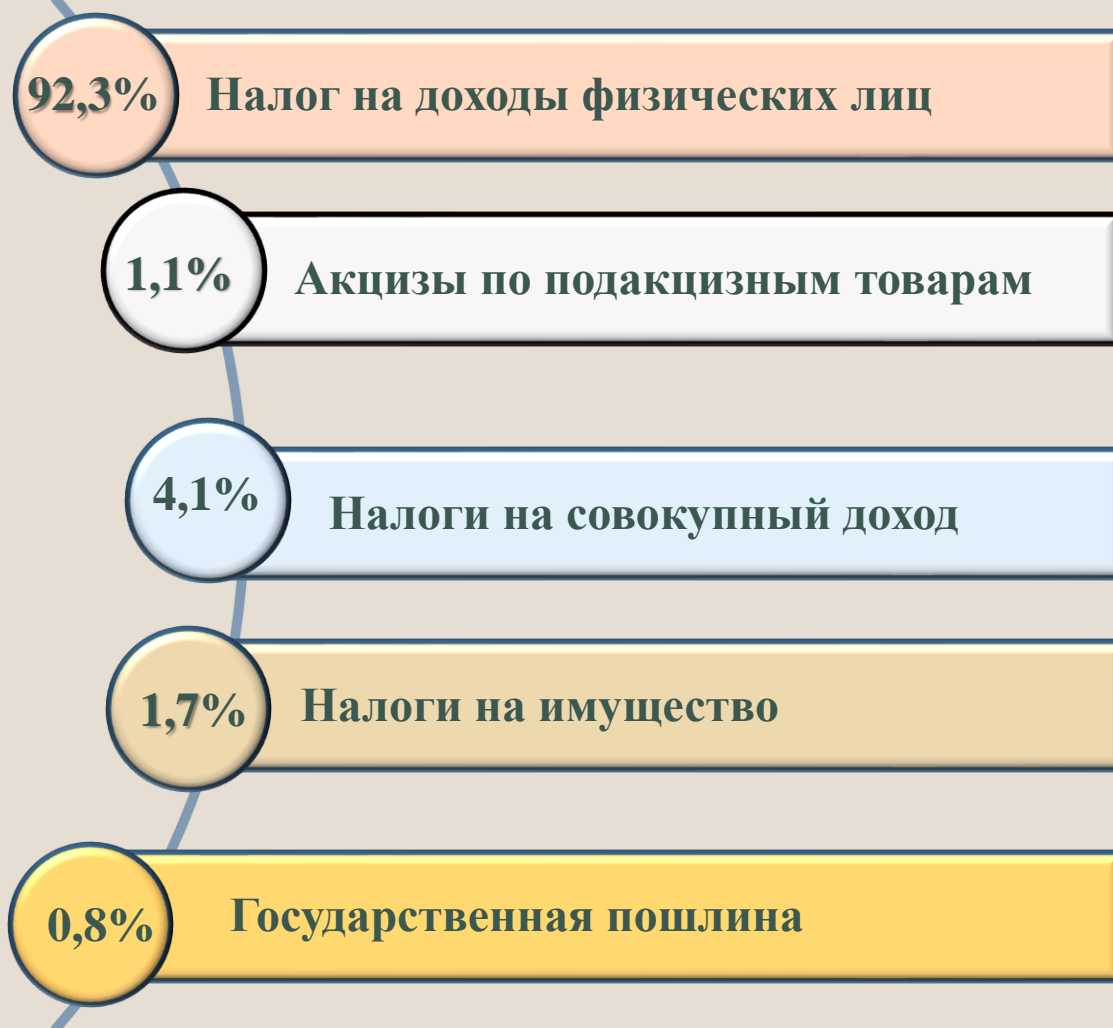 92,3% Налог на доходы физических лиц
1,1% Акцизы по подакцизным товарам
4,1% Налоги на совокупный доход
1,7% Налоги на имущество
0,8% Государственная пошлина